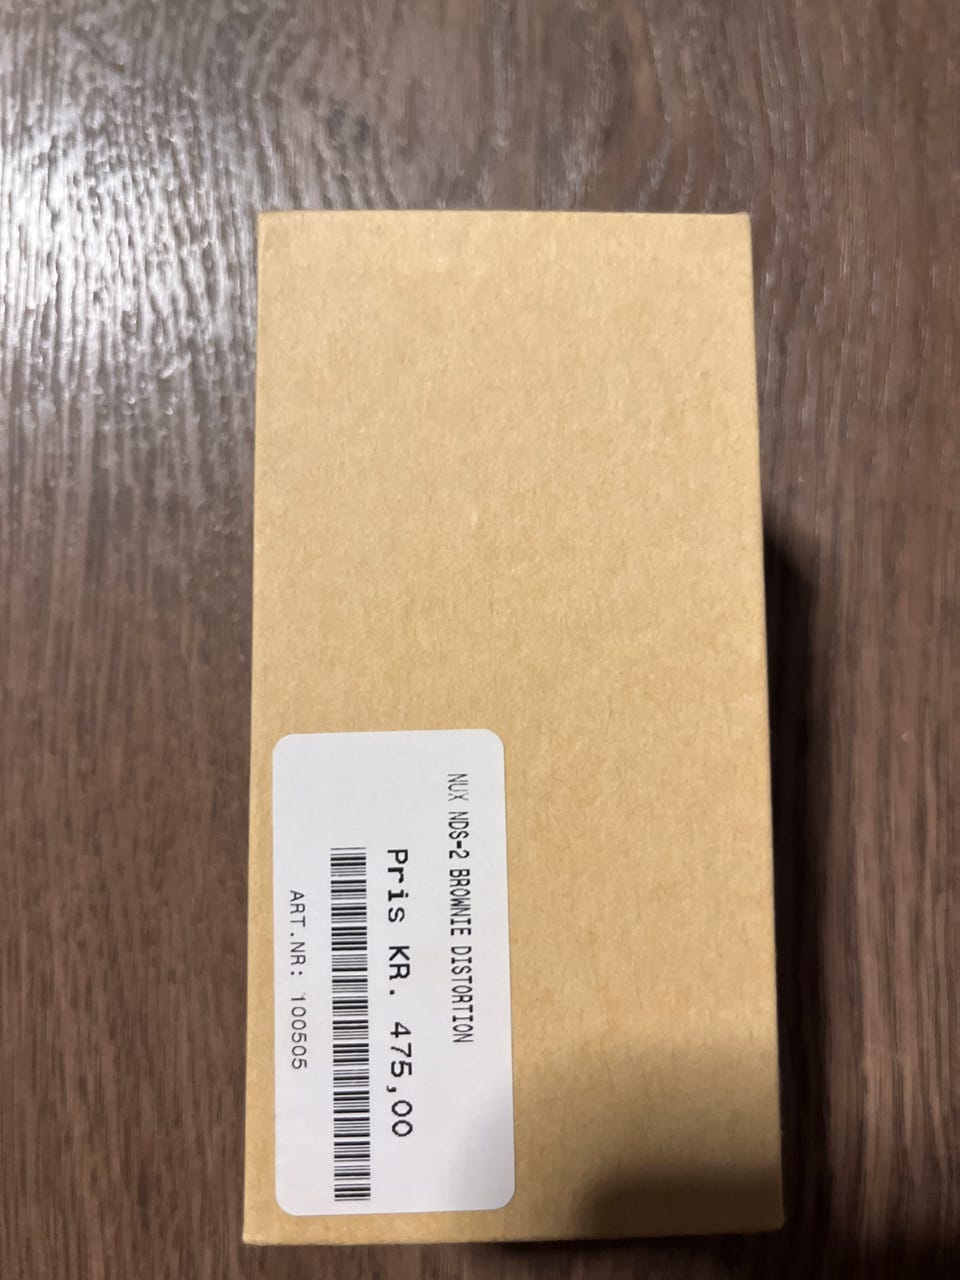 NUX NDS-2 BROWNIE DISTORTION
Pris KR. 475,00
ART.NR: 100505